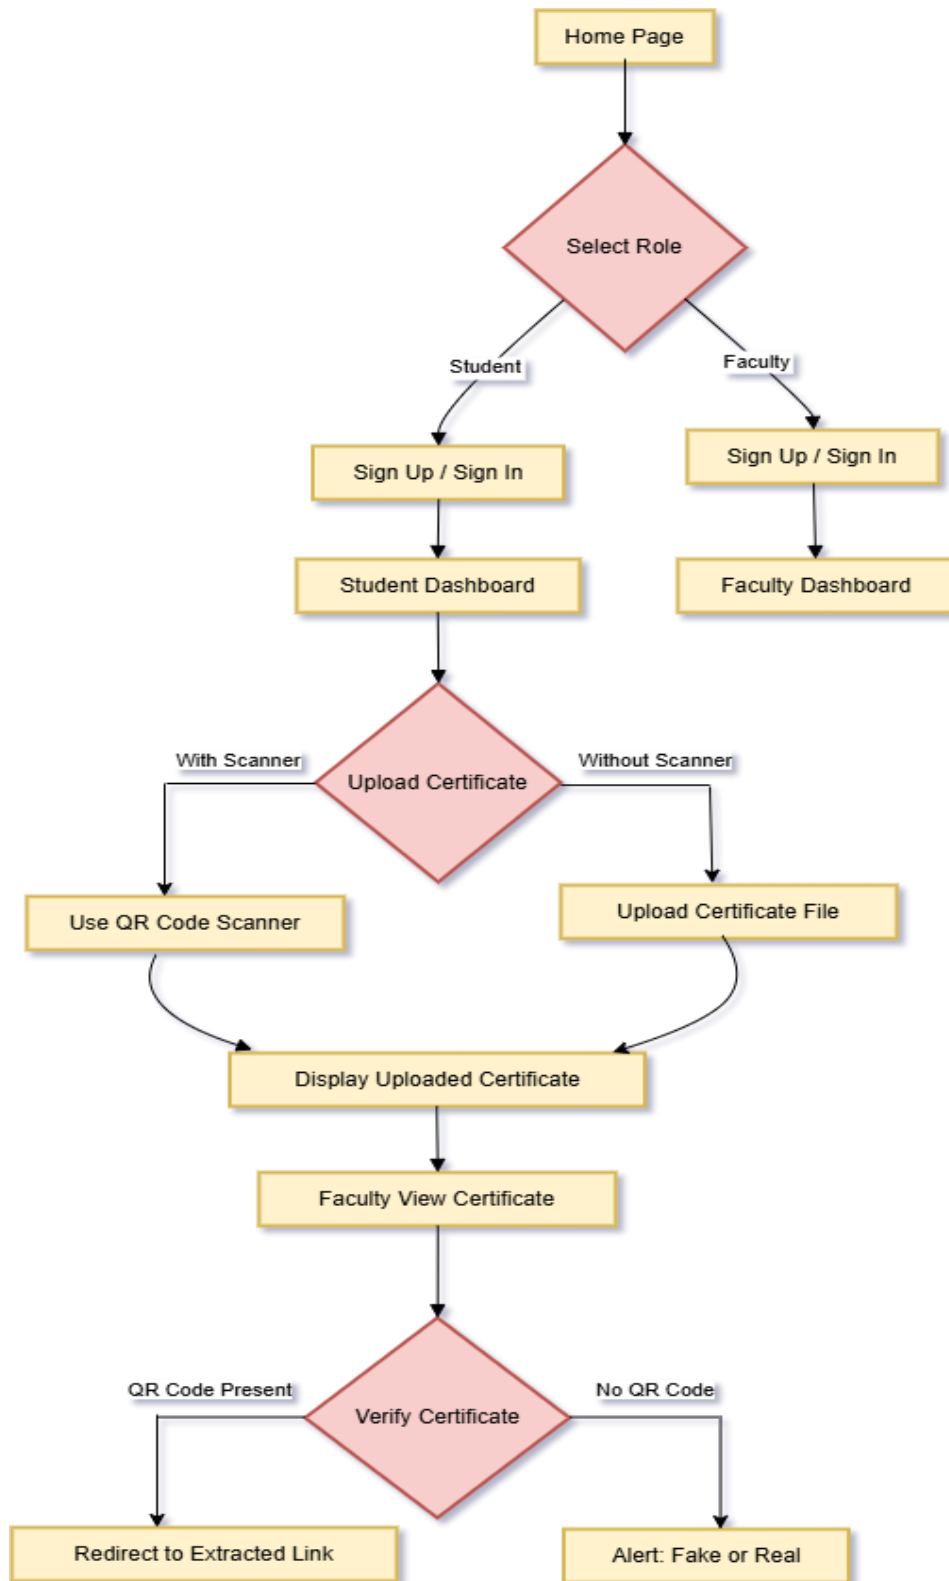 Home Page
Select Role
Student
Faculty
Sign Up / Sign In
Sign Up / Sign In
Student Dashboard
Faculty Dashboard
With Scanner
Without Scanner
Upload Certificate
Use QR Code Scanner
Upload Certificate File
Display Uploaded Certificate
Faculty View Certificate
QR Code Present
No QR Code
Verify Certificate
Redirect to Extracted Link
Alert: Fake or Real